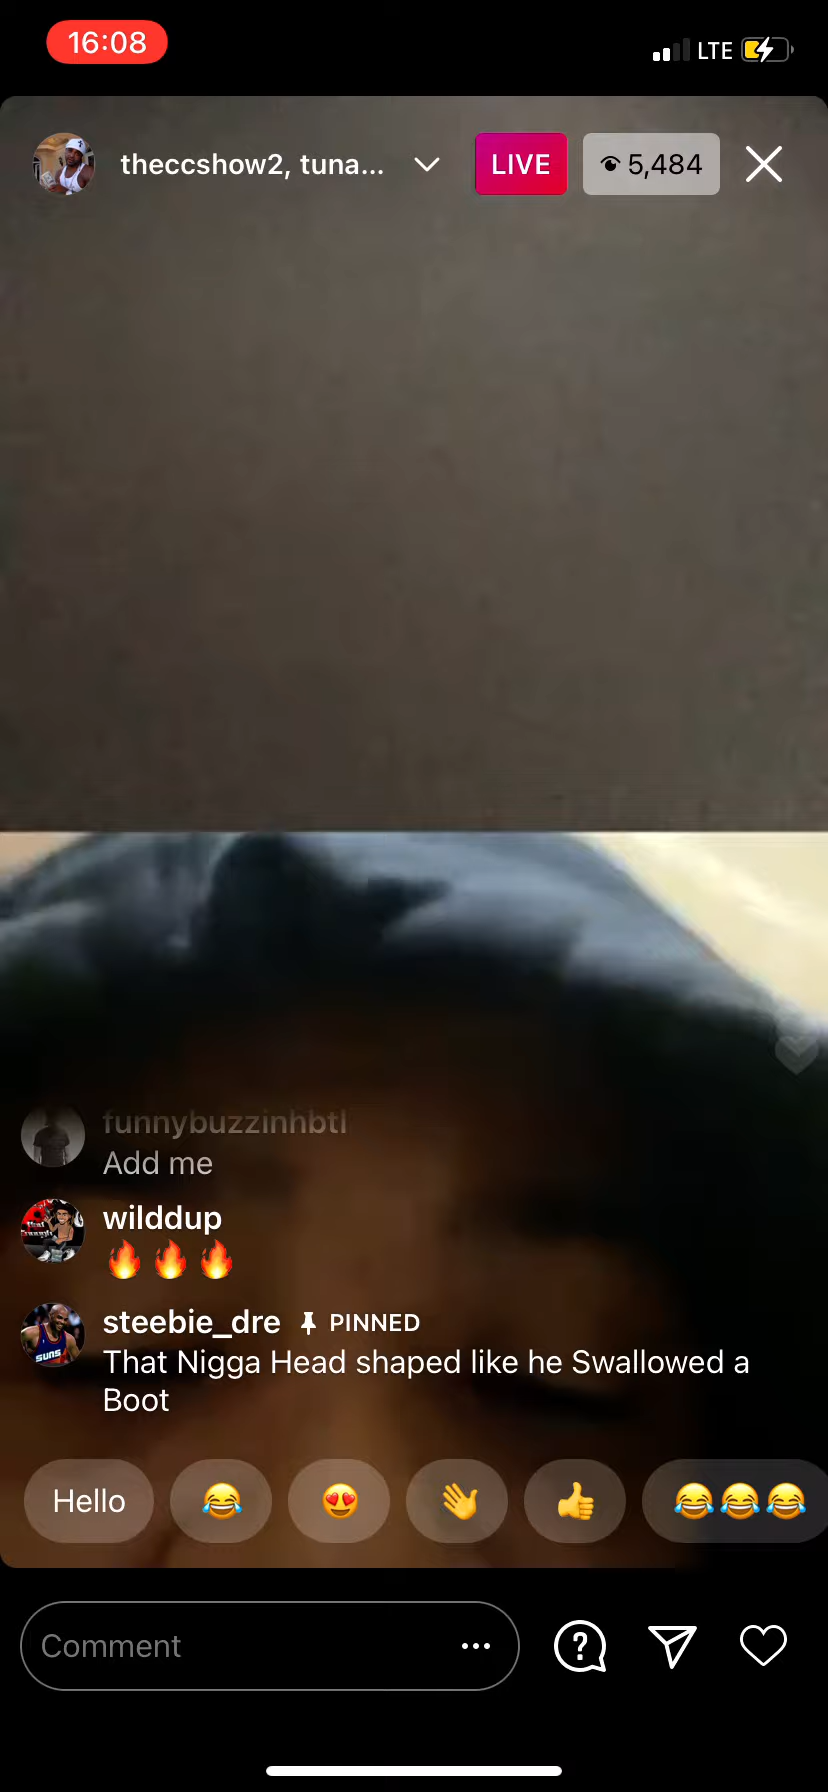 16:08
LTE
theccshow2, tuna...
LIVE
5,484
funnybuzzinhbtl
Add me
wilddup
steebie_dre PINNED
That Nigga Head shaped like he Swallowed a
Boot
SUNS
Hello
Comment